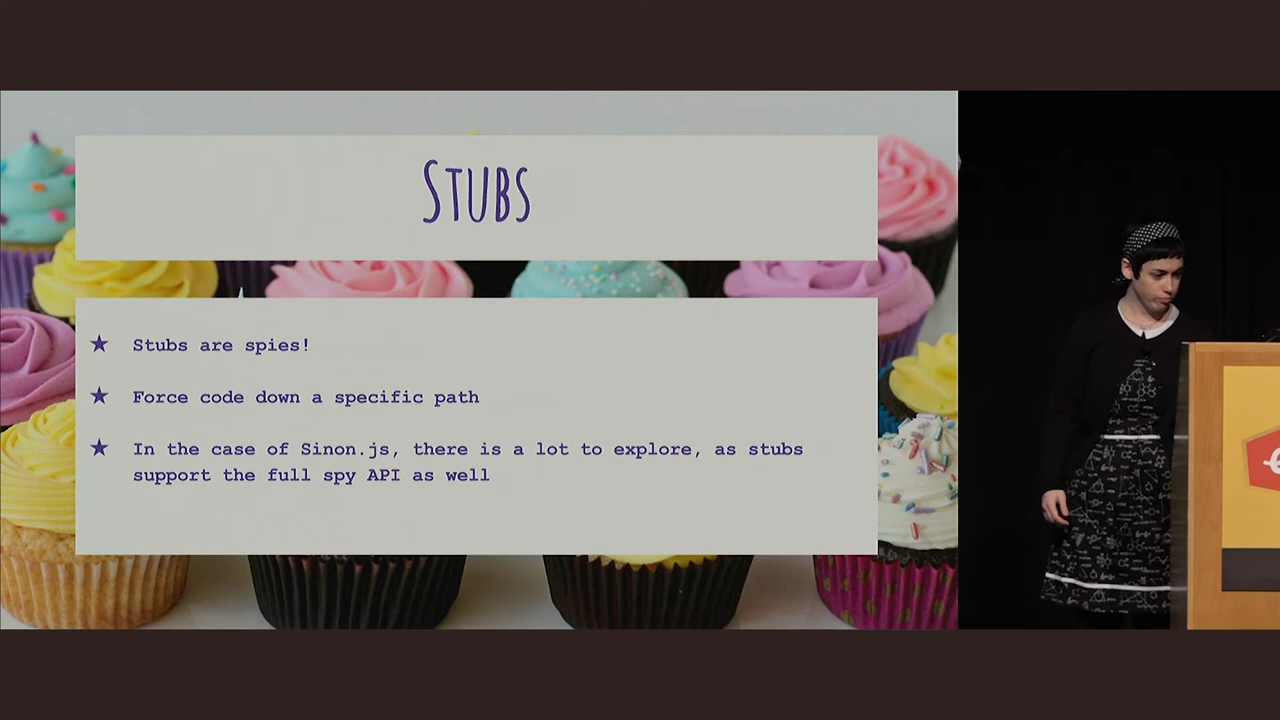 Stubs
★ Stubs are spies!
★ Force code down a specific path
★ In the case of Sinon.js, there is a lot to explore, as stubs
support the full spy API as well